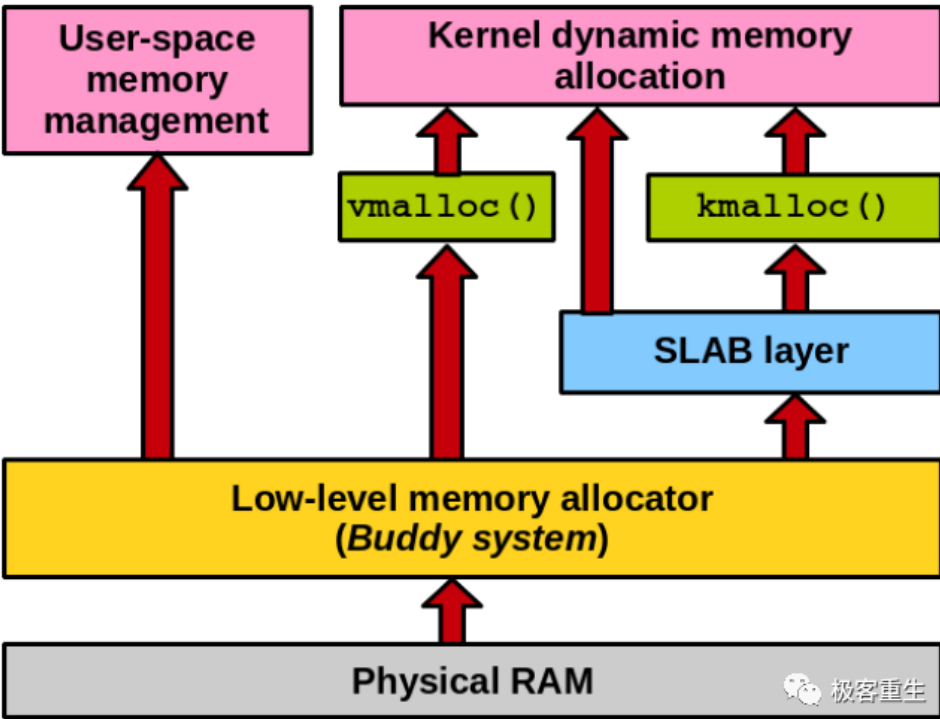 User-space
memory
management
Kernel dynamic memory
allocation
vmalloc()
kmalloc()
SLAB layer
Low-level memory allocator
(Buddy system)
Physical RAM
极客重生